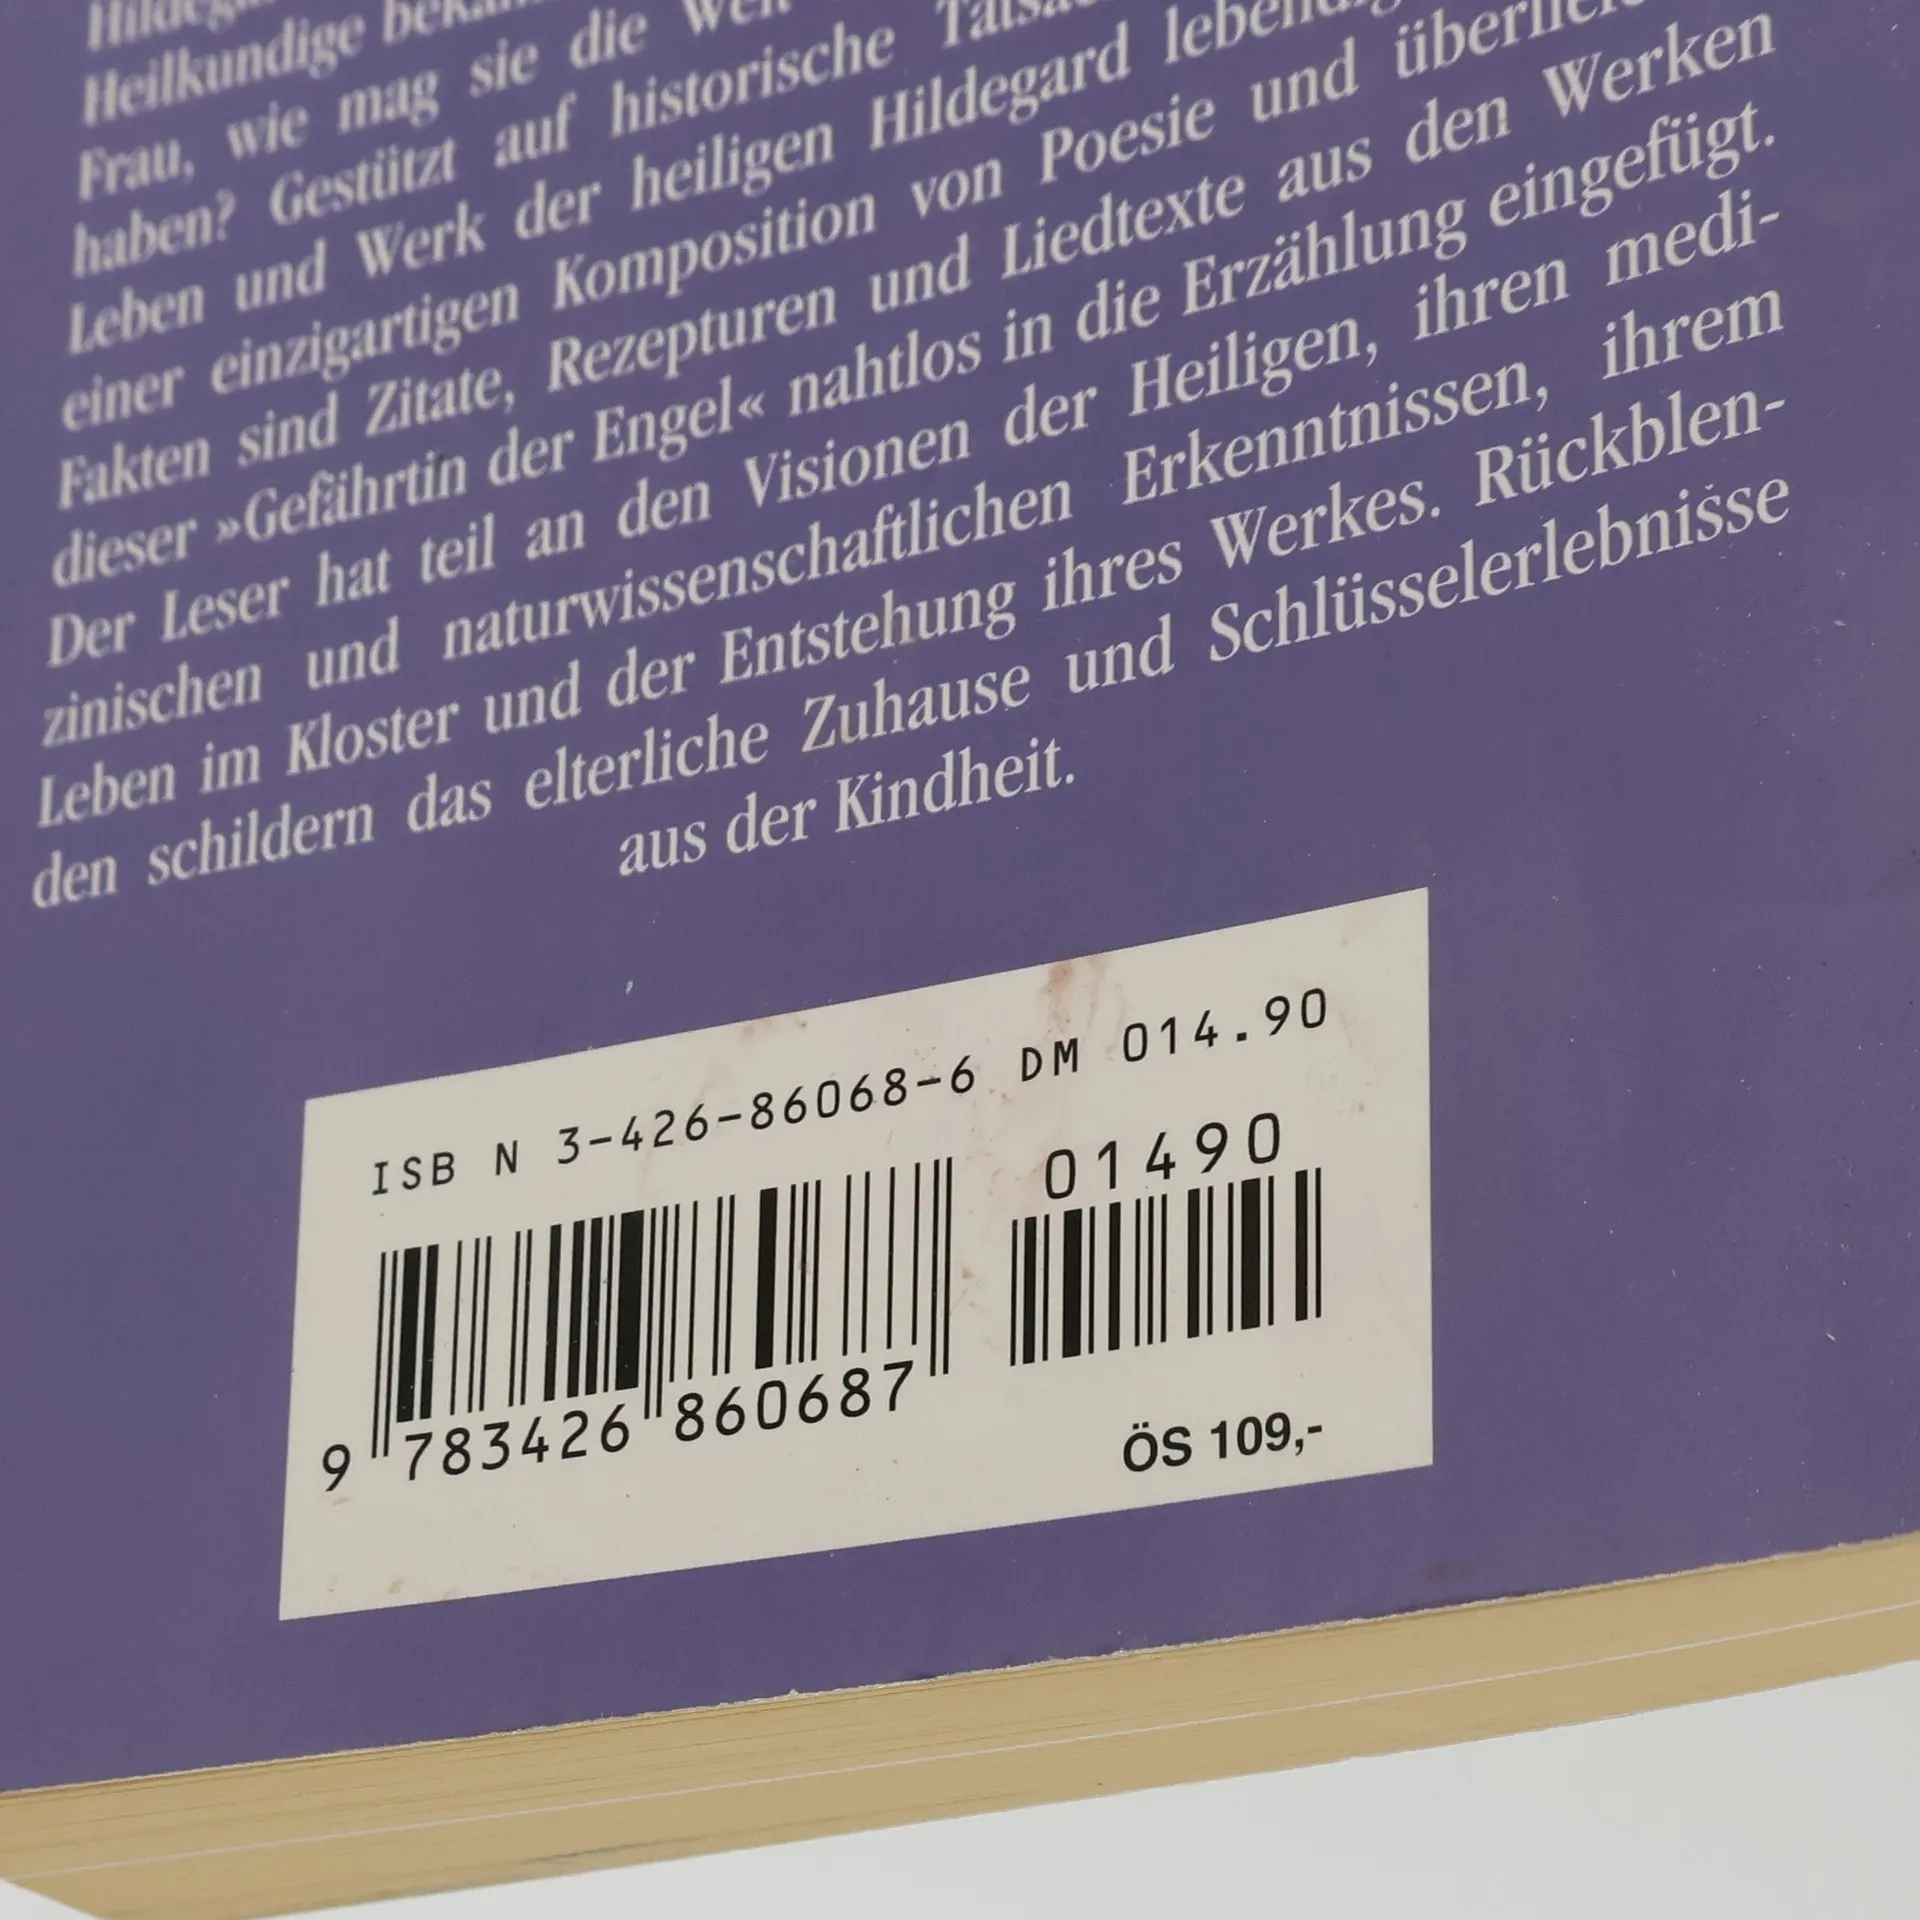 Heilkundige
Frau, wie mag sie die
haben? Gestützt auf historische
Leben und Werk der heiligen Hildegard
einer einzigartigen Komposition von Poesie und
Fakten sind Zitate, Rezepturen und Liedtexte aus den Werken
dieser »Gefährtin der Engel« nahtlos in die Erzählung eingefügt.
Der Leser hat teil an den Visionen der Heiligen, ihren medi-
zinischen und naturwissenschaftlichen Erkenntnissen, ihrem
Leben im Kloster und der Entstehung ihres Werkes. Rückblen-
den schildern das elterliche Zuhause und Schlüsselerlebnisse
aus der Kindheit.
ISB N 3-426-86068-6 DM 014.90
01490
9 783426 860687
ÖS 109,-